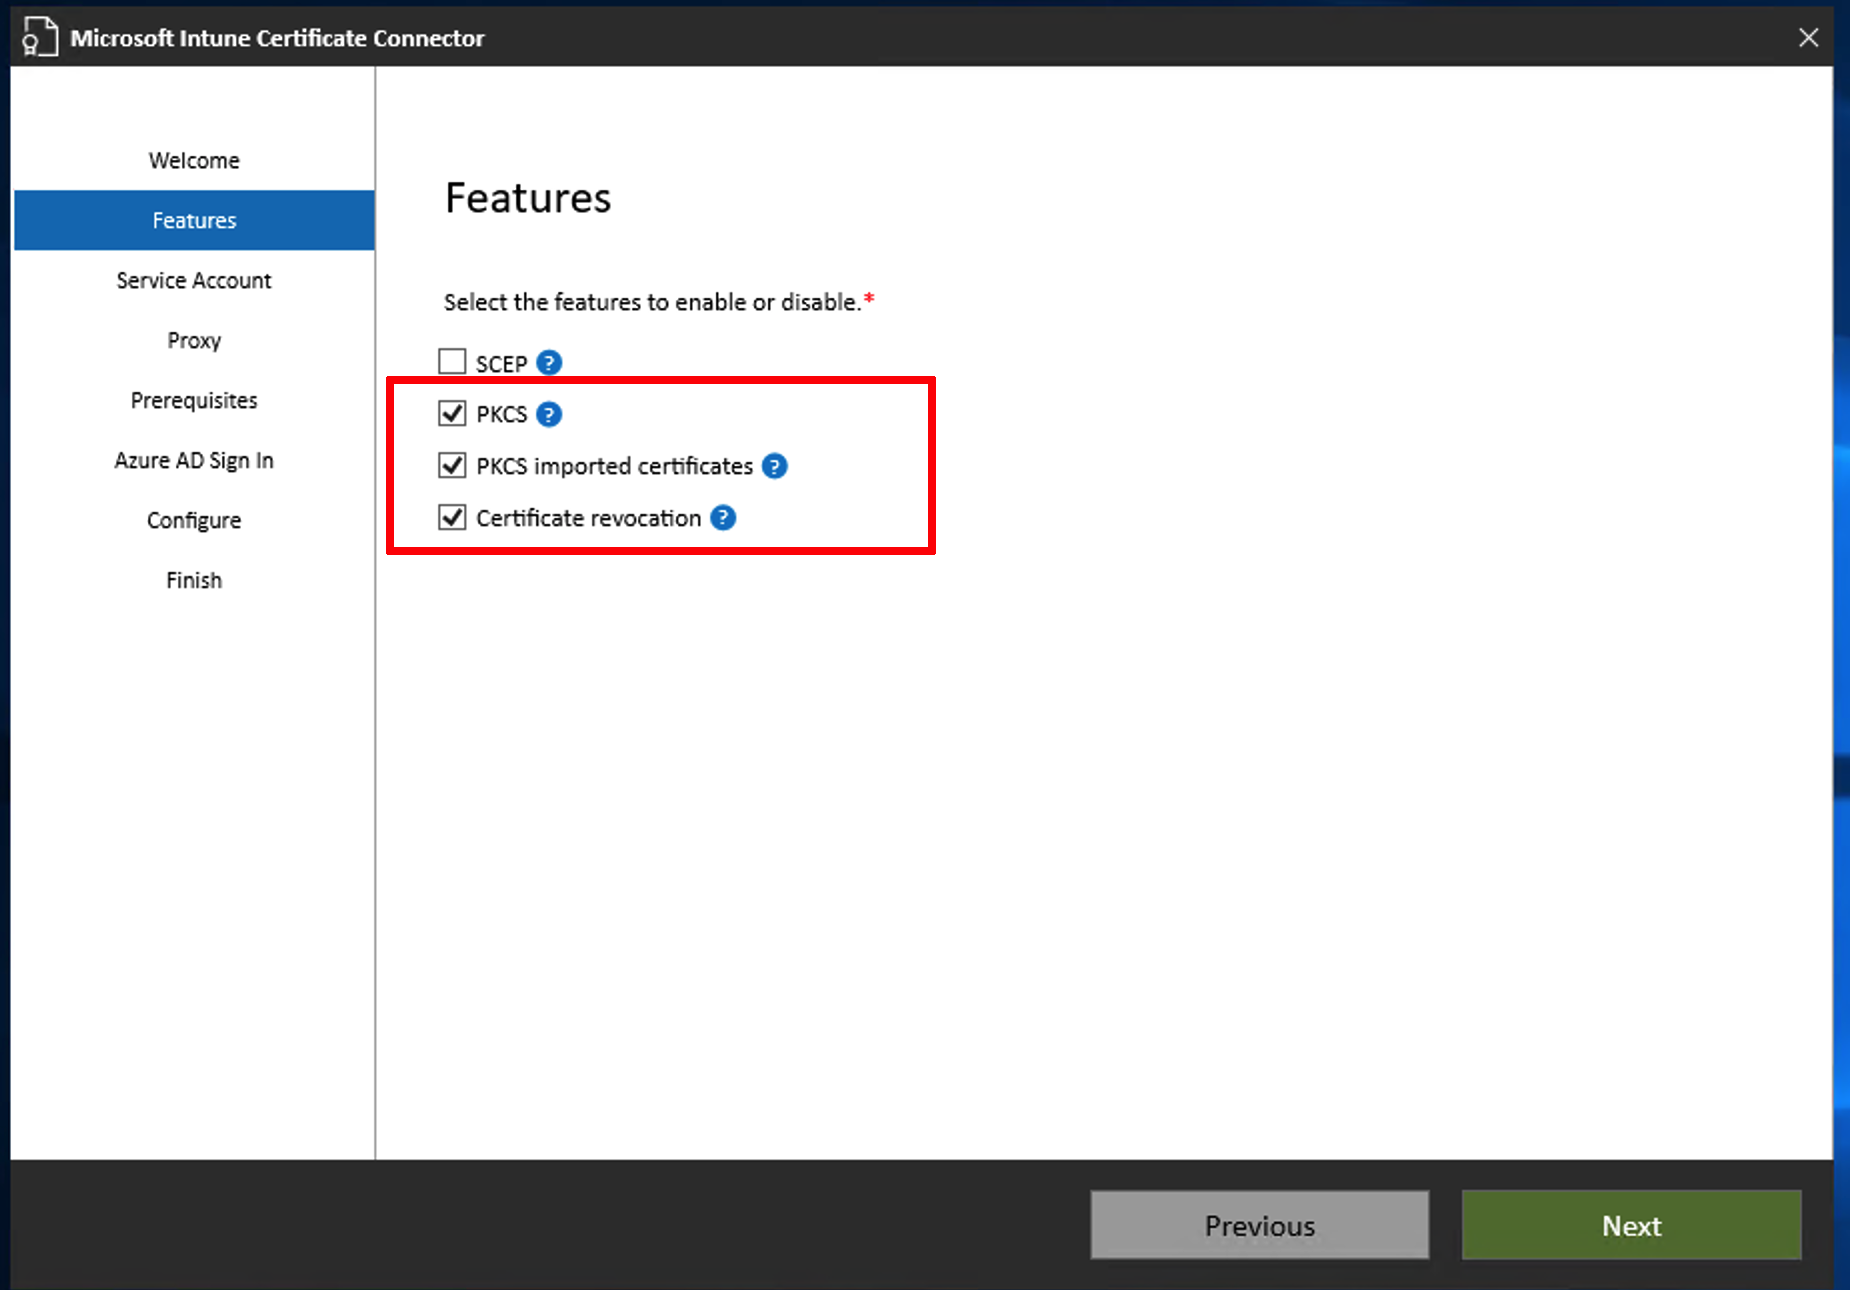 Microsoft Intune Certificate Connector
Welcome
Features
Service Account
Proxy
Prerequisites
Azure AD Sign In
Configure
Finish
Features
Select the features to enable or disable.*
SCEP ?
PKCS ?
PKCS imported certificates ?
Certificate revocation ?
Previous
Next